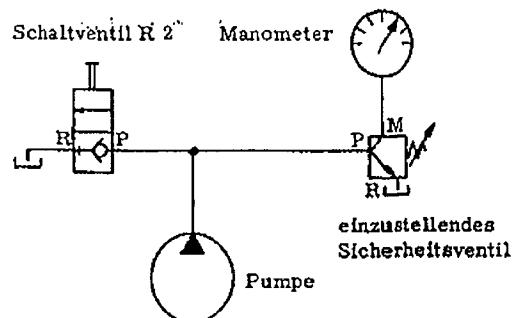 Schaltventil R 2"
Manometer
R
P
P
M
R
einzustellendes
Sicherheitsventil
Pumpe